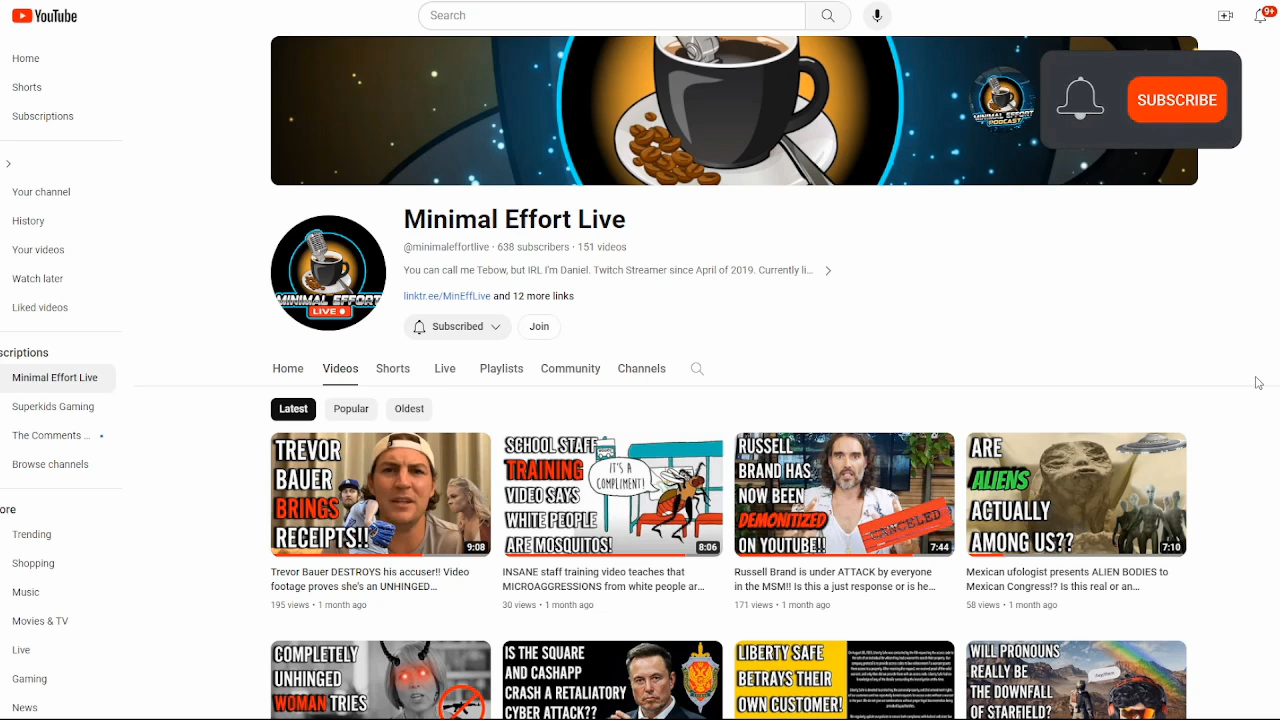 YouTube
Search
9+
Home
Shorts
Subscriptions
Your channel
History
Your videos
Watch later
Liked videos
scriptions
Minimal Effort Live
Superkids Gaming
The Comments ...
Browse channels
ore
Trending
hopping
Music
Movies & TV
Live
Gaming
News
MINIMAL EFFORT
PODCAST
SUBSCRIBE
MINIMAL EFFORT
LIVE
Minimal Effort Live
@minimaleffortlive · 638 subscribers · 151 videos
You can call me Tebow, but IRL I'm Daniel. Twitch Streamer since April of 2019. Currently li...
linktr.ee/MinEffLive and 12 more links
Subscribed
Join
Home Videos Shorts Live Playlists Community Channels
Latest Popular Oldest
TREVOR
BAUER
BRINGS
RECEIPTS!!
9:08
Trevor Bauer DESTROYS his accuser!! Video
footage proves she's an UNHINGED...
195 views · 1 month ago
SCHOOL STAFF
TRAINING
VIDEO SAYS
WHITE PEOPLE
ARE MOSQUITOS!
IT'S A
COMPLIMENT!
8:06
INSANE staff training video teaches that
MICROAGGRESSIONS from white people ar...
30 views · 1 month ago
RUSSELL
BRAND HAS
NOW BEEN
DEMONITIZED
ON YOUTUBE!!
CANCELED
7:44
Russell Brand is under ATTACK by everyone
in the MSM!! Is this a just response or is he...
171 views · 1 month ago
ARE
ALIENS
ACTUALLY
AMONG US??
7:10
Mexican ufologist presents ALIEN BODIES to
Mexican Congress!? Is this real or an...
58 views · 1 month ago
COMPLETELY
UNHINGED
WOMAN TRIES
IS THE SQUARE
AND CASHAPP
CRASH A RETALIATORY
CYBER ATTACK??
LIBERTY SAFE
BETRAYS THEIR
OWN CUSTOMER!
WILL PRONOUNS
REALLY BE
THE DOWNFALL
OF STARFIELD?